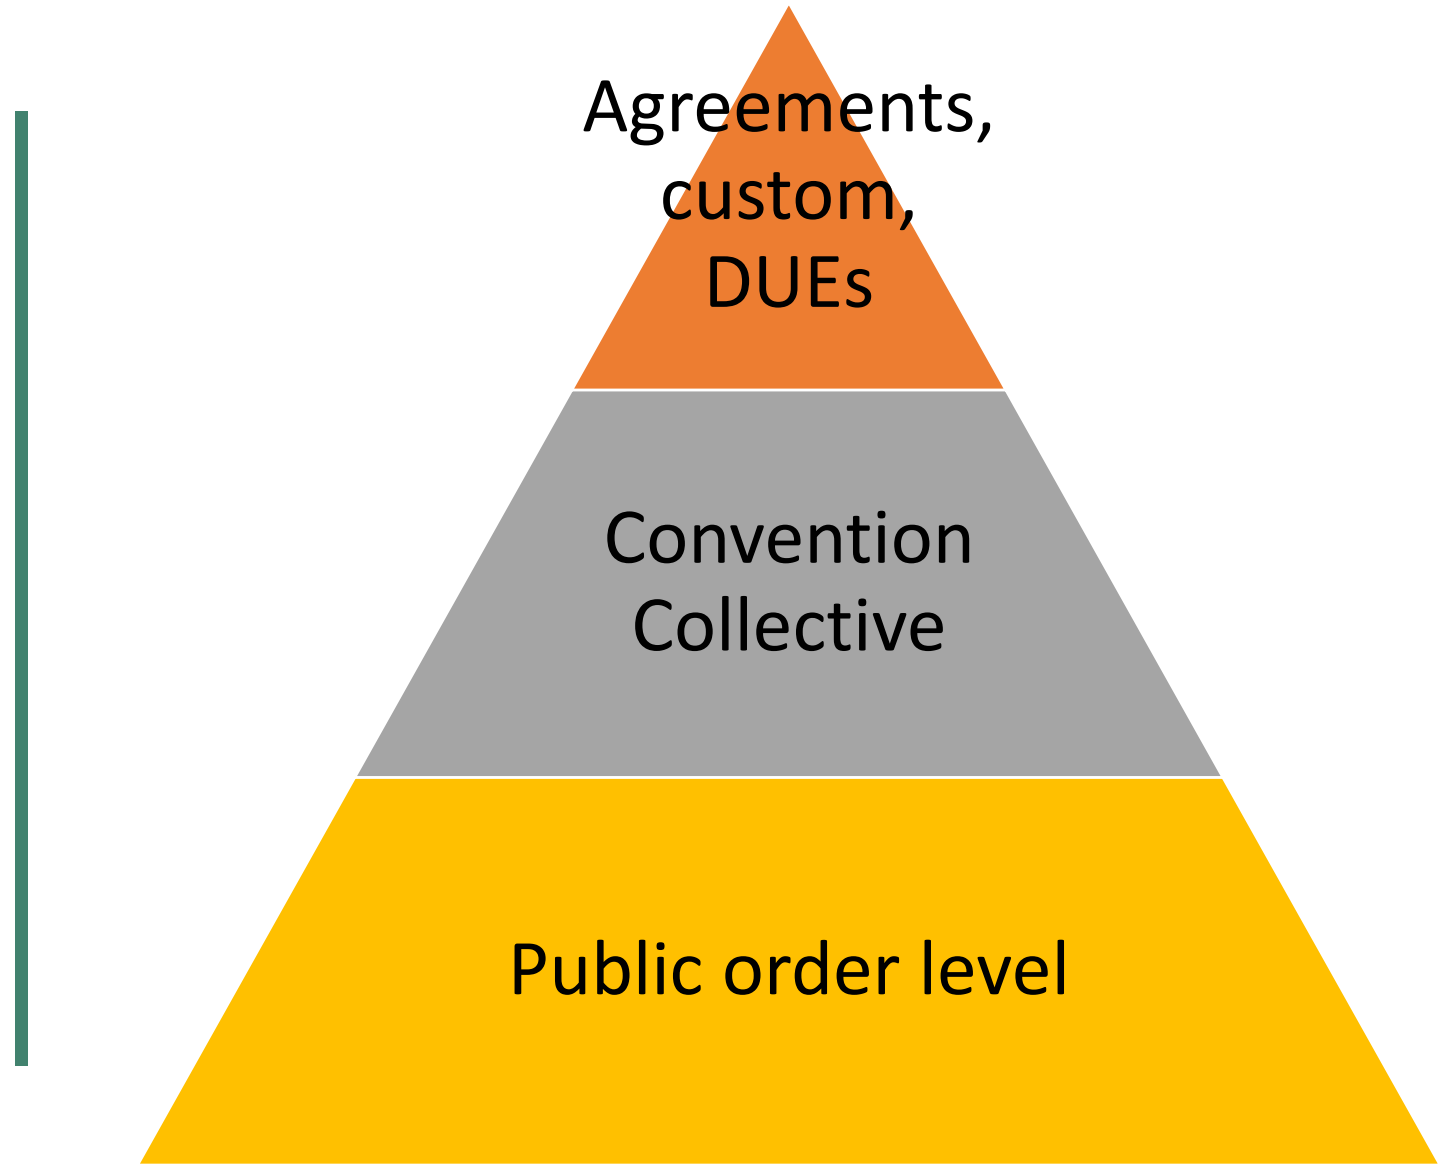 Agreements,
custom,
DUEs
Convention
Collective
Public order level